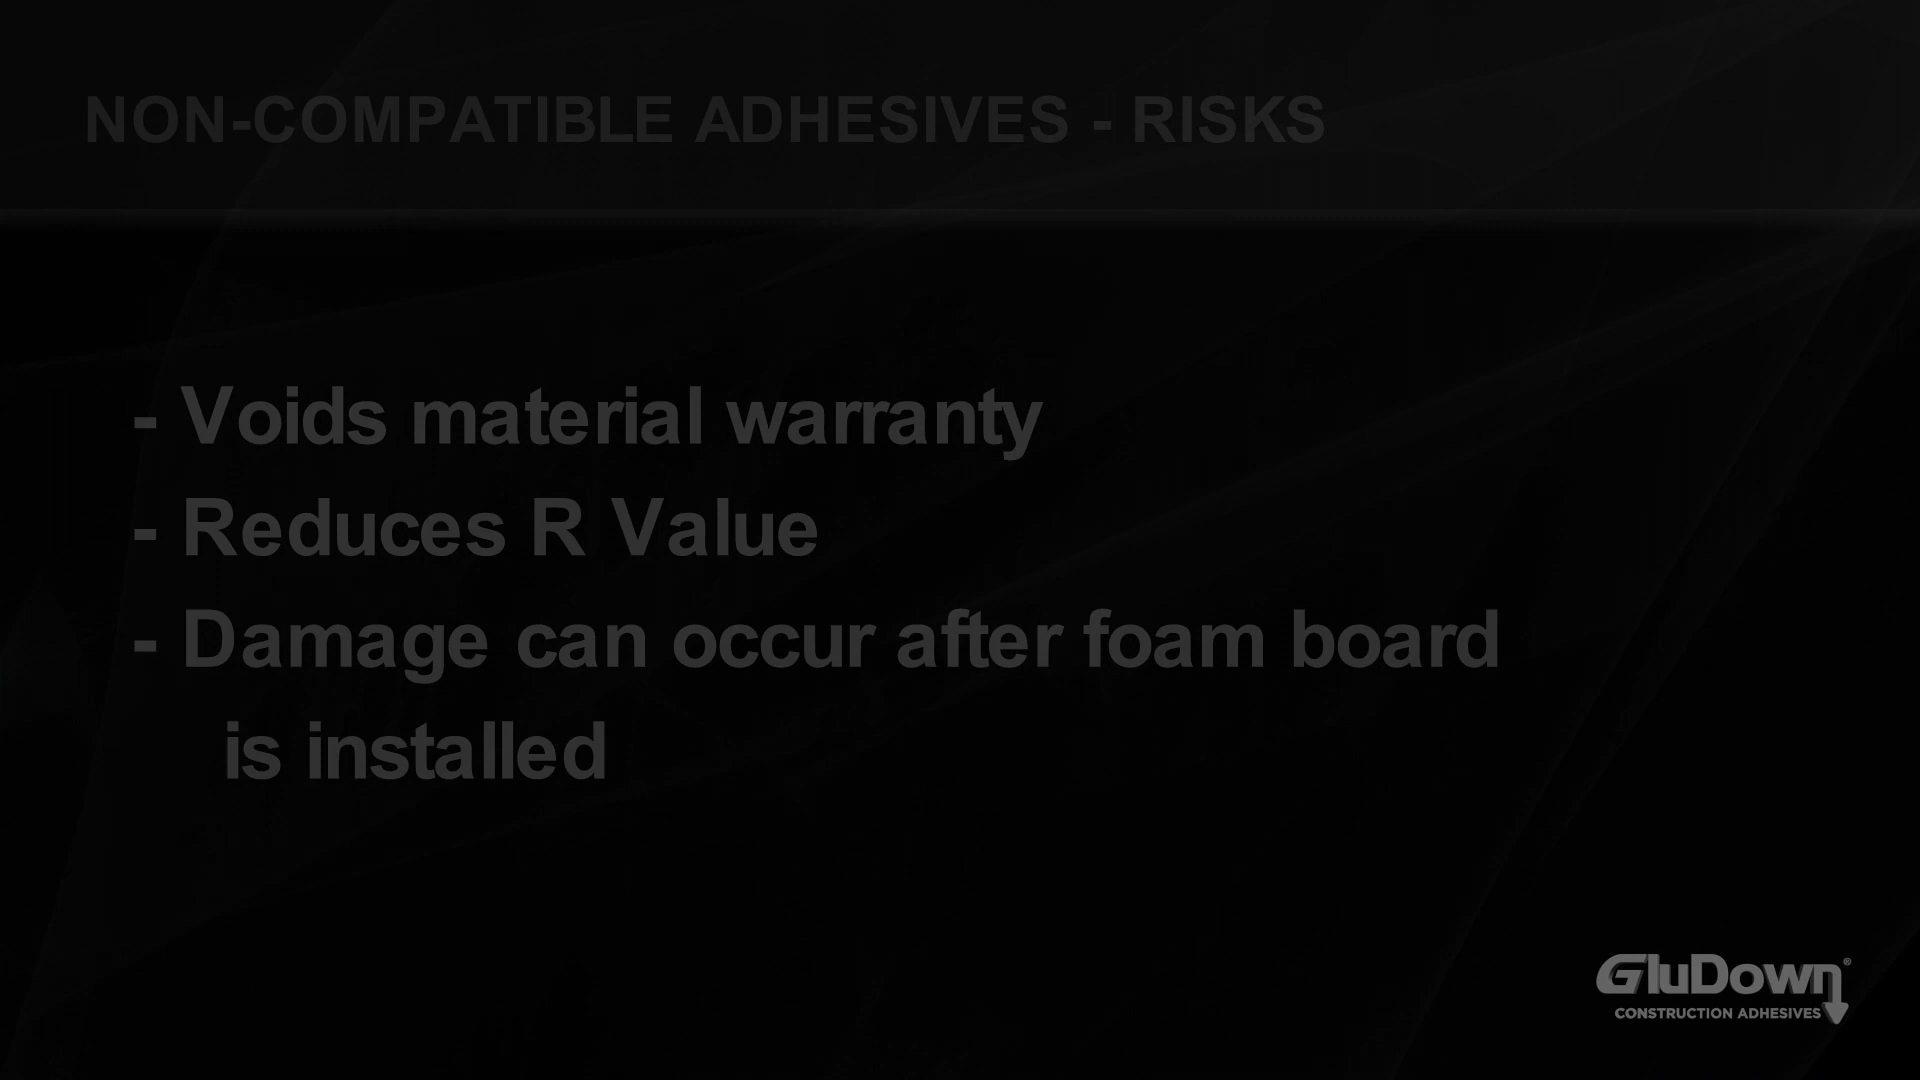 NON-COMPATIBLE ADHESIVES - RISKS
- Voids material warranty
- Reduces R Value
- Damage can occur after foam board
is installed
GluDown®
CONSTRUCTION ADHESIVES